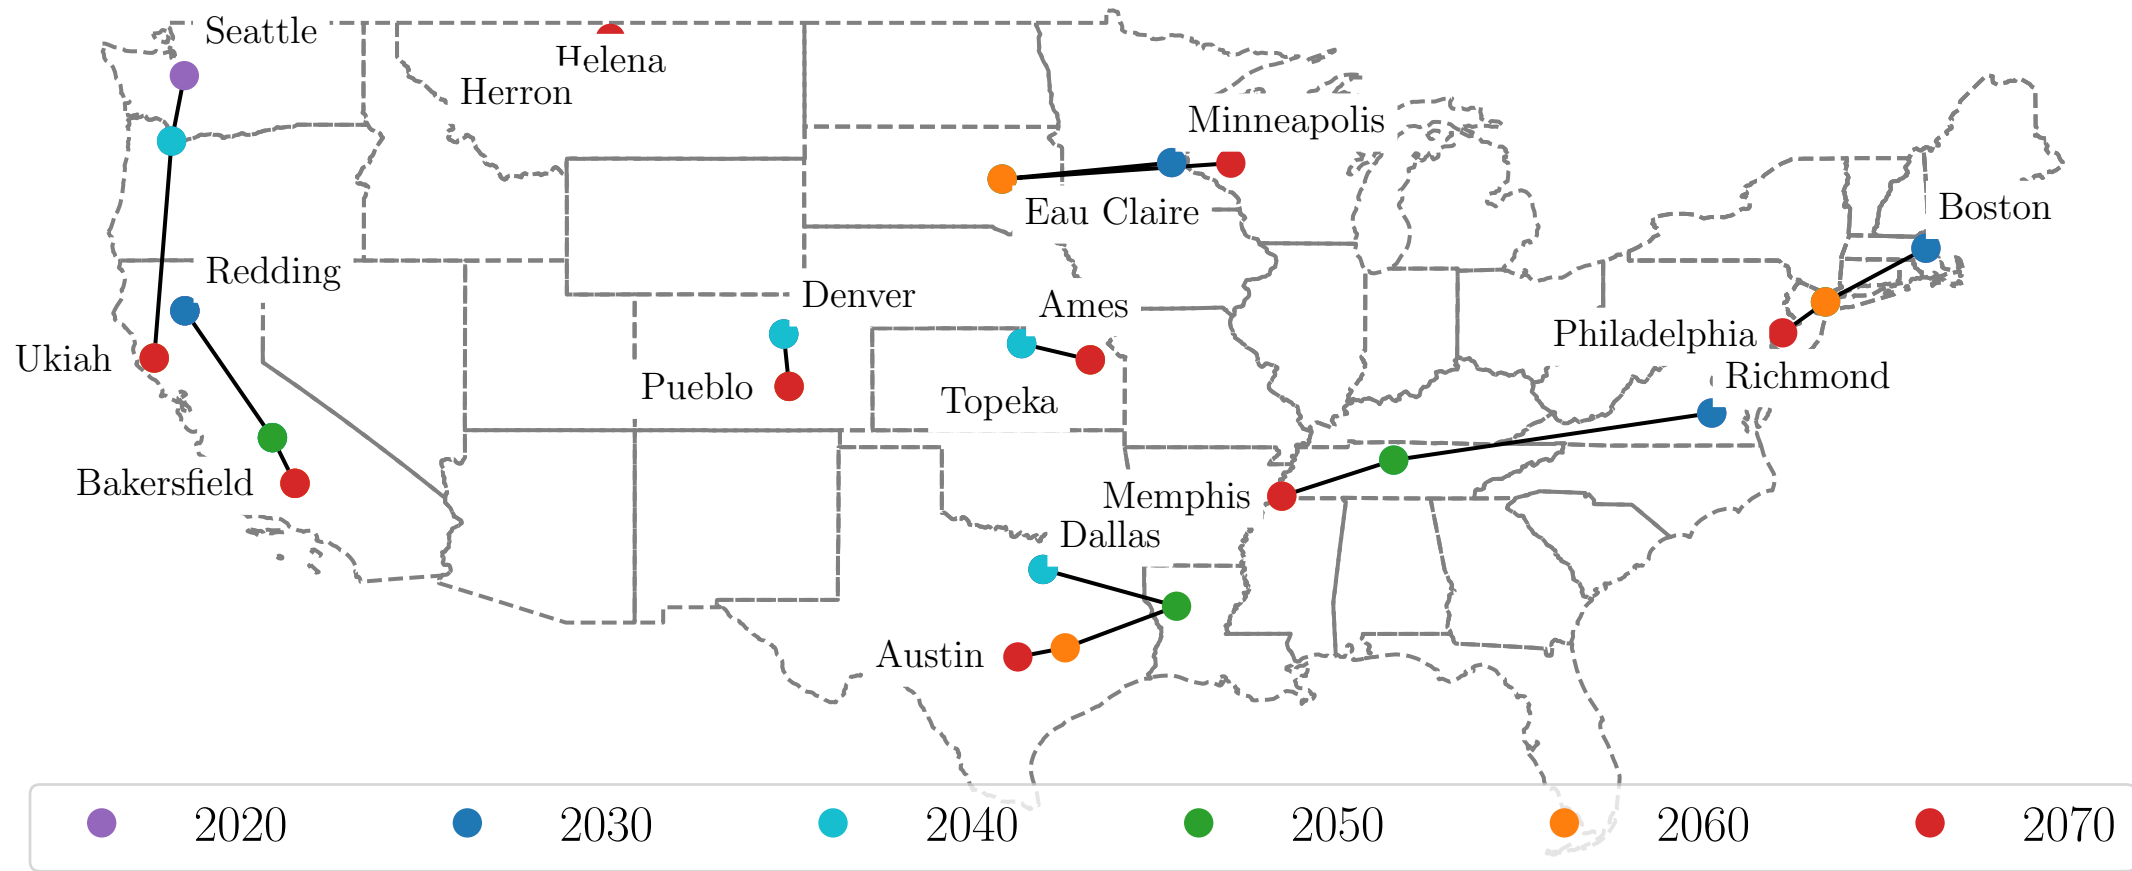 Seattle
Helena
Herron
Minneapolis
Eau Claire
Boston
Redding
Denver
Ames
Philadelphia
Ukiah
Richmond
Pueblo
Topeka
Bakersfield
Memphis
Dallas
Austin
2020 2030 2040 2050 2060 2070